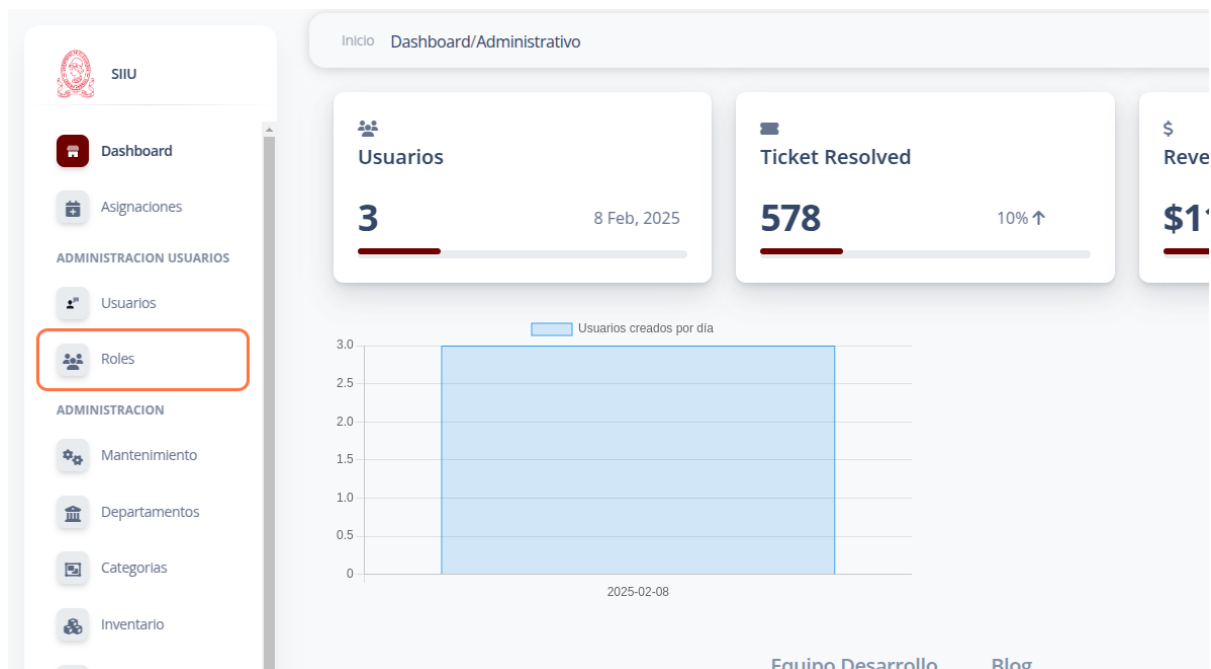 SIIU
Dashboard
Asignaciones
ADMINISTRACION USUARIOS
Usuarios
Roles
ADMINISTRACION
Mantenimiento
Departamentos
Categorias
Inventario
Inicio Dashboard/Administrativo
Usuarios
3 8 Feb, 2025
Ticket Resolved
578 10%
$
Reve
$1
Usuarios creados por día
3.0
2.5
2.0
1.5
1.0
0.5
0
2025-02-08
Equipo Desarrollo Blog